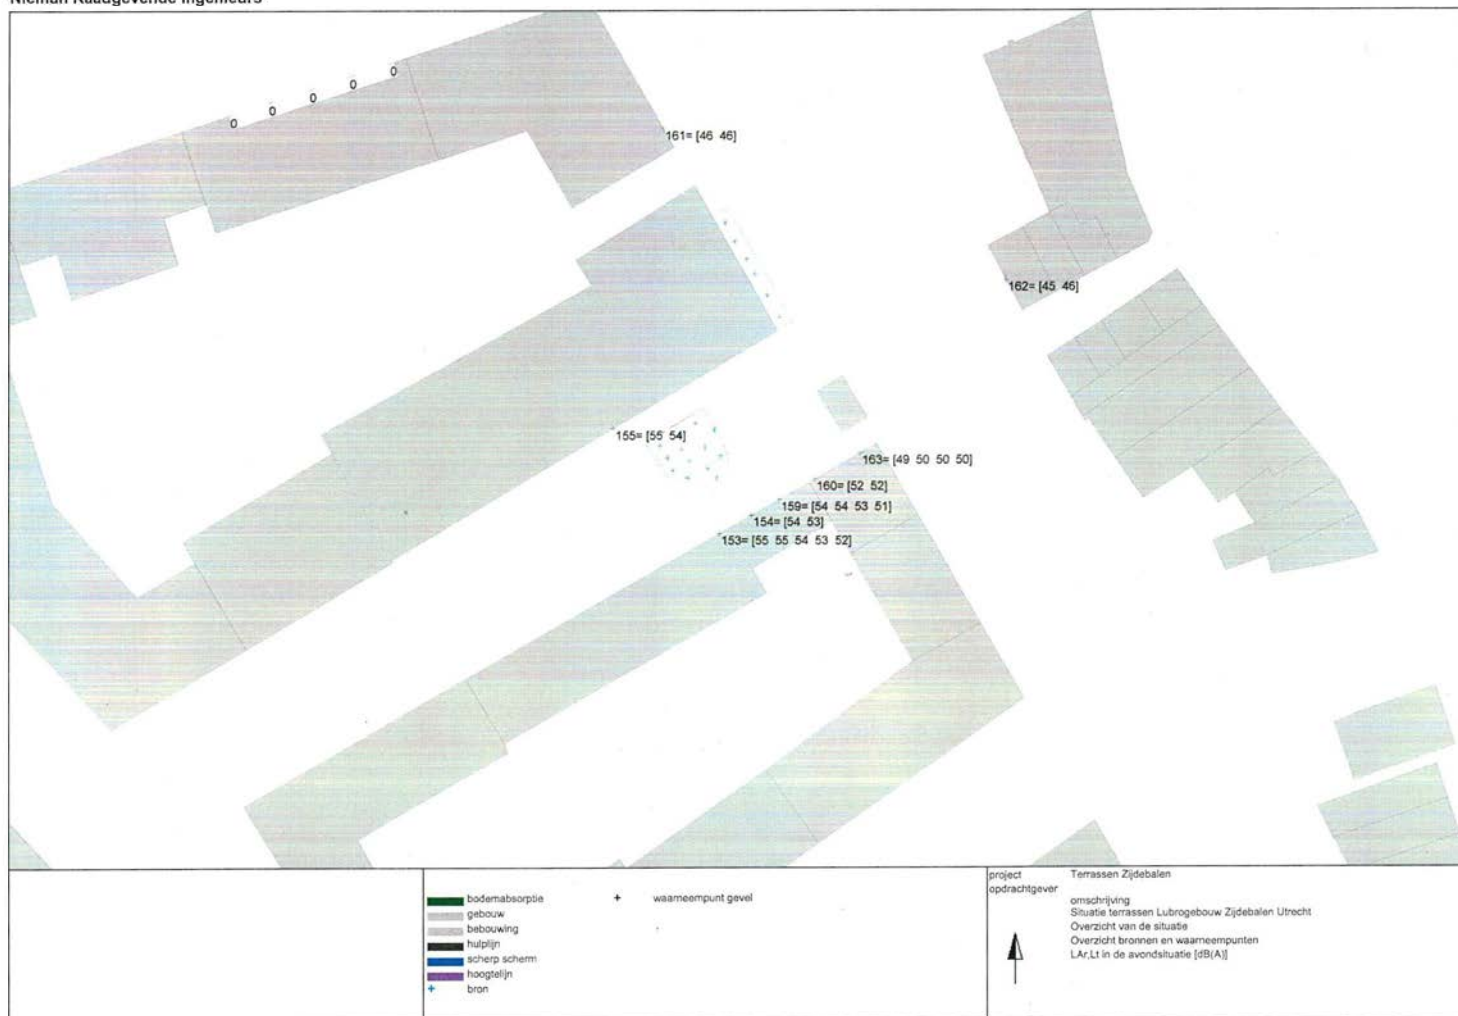 Nieman Raadgevende Ingenieurs
0 0 0 0 0
161= [46 46]
162= [45 46]
155= [55 54]
163= [49 50 50 50]
160= [52 52]
159= [54 54 53 51]
154= [54 53]
153= [55 55 54 53 52]
bodemabsorptie
gebouw
bebouwing
hulplijn
scherp scherm
hoogtelijn
+ bron
+ waarneempunt gevel
project Terrassen Zijdebalen
opdrachtgever
omschrijving
Situatie terrassen Lubrogebouw Zijdebalen Utrecht
Overzicht van de situatie
Overzicht bronnen en waarneempunten
LAr,Lt in de avondsituatie [dB(A)]